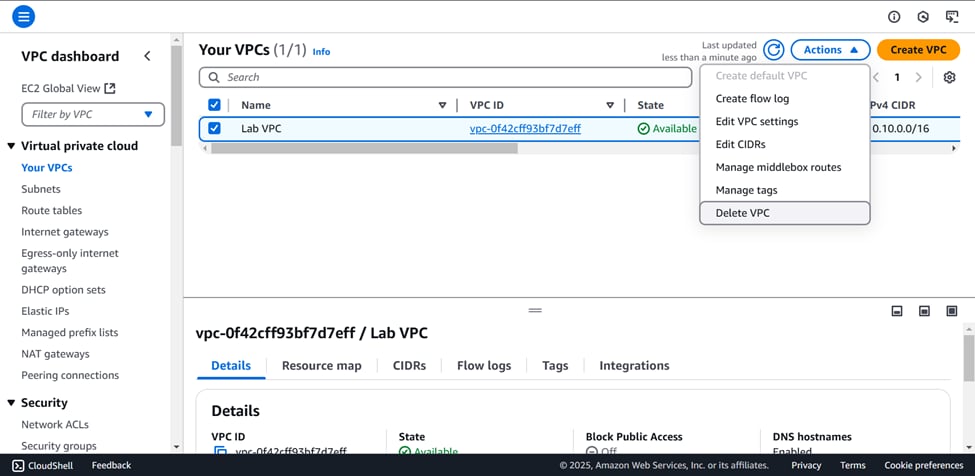 VPC dashboard
EC2 Global View
Filter by VPC
Virtual private cloud
Your VPCs
Subnets
Route tables
Internet gateways
Egress-only internet
gateways
DHCP option sets
Elastic IPs
Managed prefix lists
NAT gateways
Peering connections
Security
Network ACLs
Security groups
Your VPCs (1/1) Info
Last updated
less than a minute ago
Actions
Create VPC
Search
1
Create default VPC
Create flow log
Edit VPC settings
Edit CIDRs
Manage middlebox routes
Manage tags
Delete VPC
Name VPC ID State Pv4 CIDR
Lab VPC vpc-0f42cff93bf7d7eff Available 0.10.0.0/16
vpc-0f42cff93bf7d7eff / Lab VPC
Details Resource map CIDRs Flow logs Tags Integrations
Details
VPC ID State Block Public Access DNS hostnames
vpc-0f42cff93bf7d7eff Available Off Enabled
CloudShell Feedback © 2025, Amazon Web Services, Inc. or its affiliates. Privacy Terms Cookie preferences